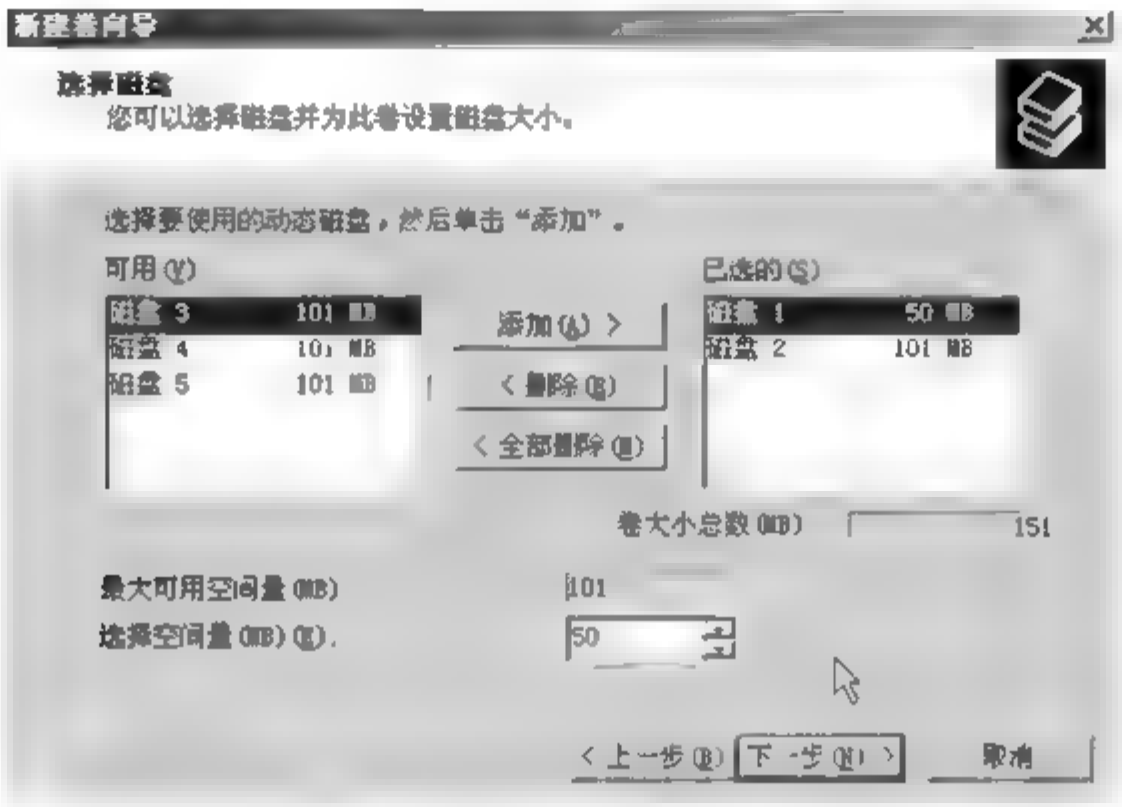 新建卷向导
选择磁盘
您可以选择磁盘并为此卷设置磁盘大小。
选择要使用的动态磁盘，然后单击“添加”。
可用(V)
已选的(S)
磁盘 3 101 MB
磁盘 4 101 MB
磁盘 5 101 MB
添加(A) >
< 删除(R)
< 全部删除(M)
磁盘 1 50 MB
磁盘 2 101 MB
卷大小总数(MB) 151
最大可用空间量(MB) 101
选择空间量(MB)(E). 50
< 上一步(B)
下一步(N) >
取消